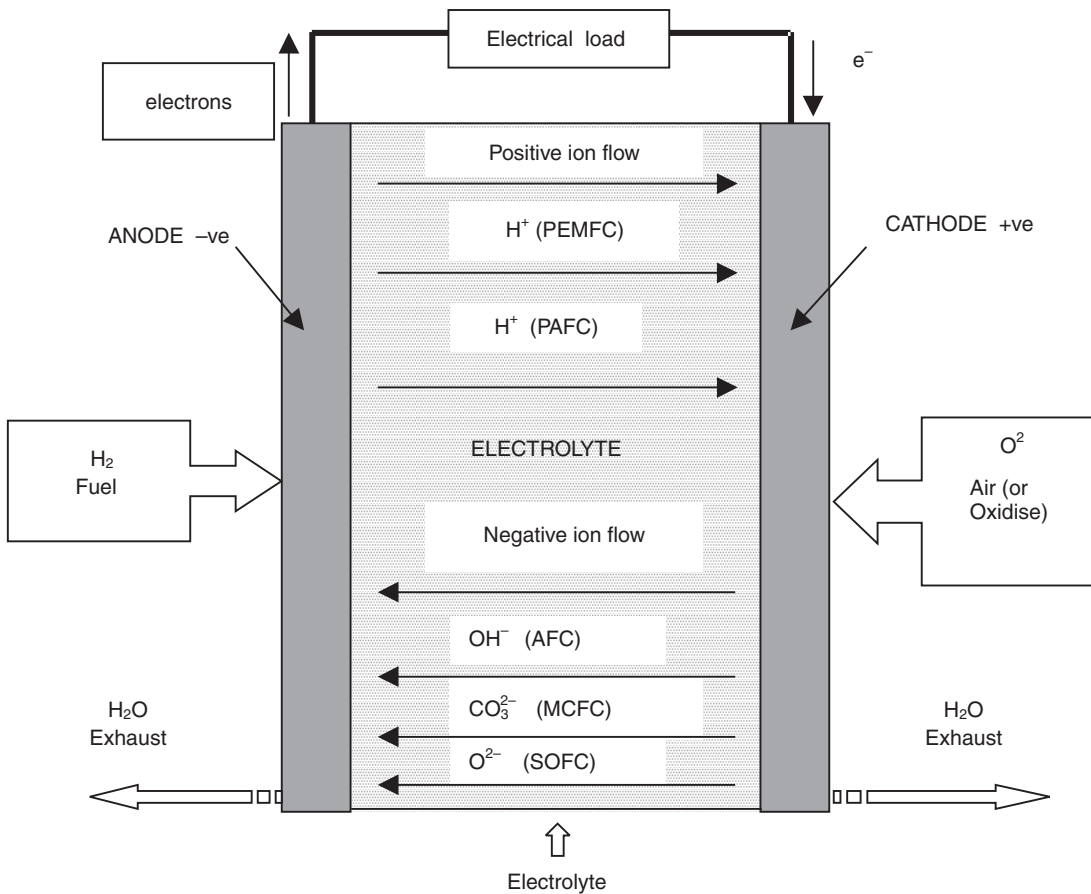 Electrical load
e⁻
electrons
Positive ion flow
H⁺ (PEMFC)
ANODE –ve
CATHODE +ve
H⁺ (PAFC)
ELECTROLYTE
H₂
Fuel
O²
Air (or
Oxidise)
Negative ion flow
OH⁻ (AFC)
CO₃²⁻ (MCFC)
O²⁻ (SOFC)
H₂O
Exhaust
H₂O
Exhaust
Electrolyte